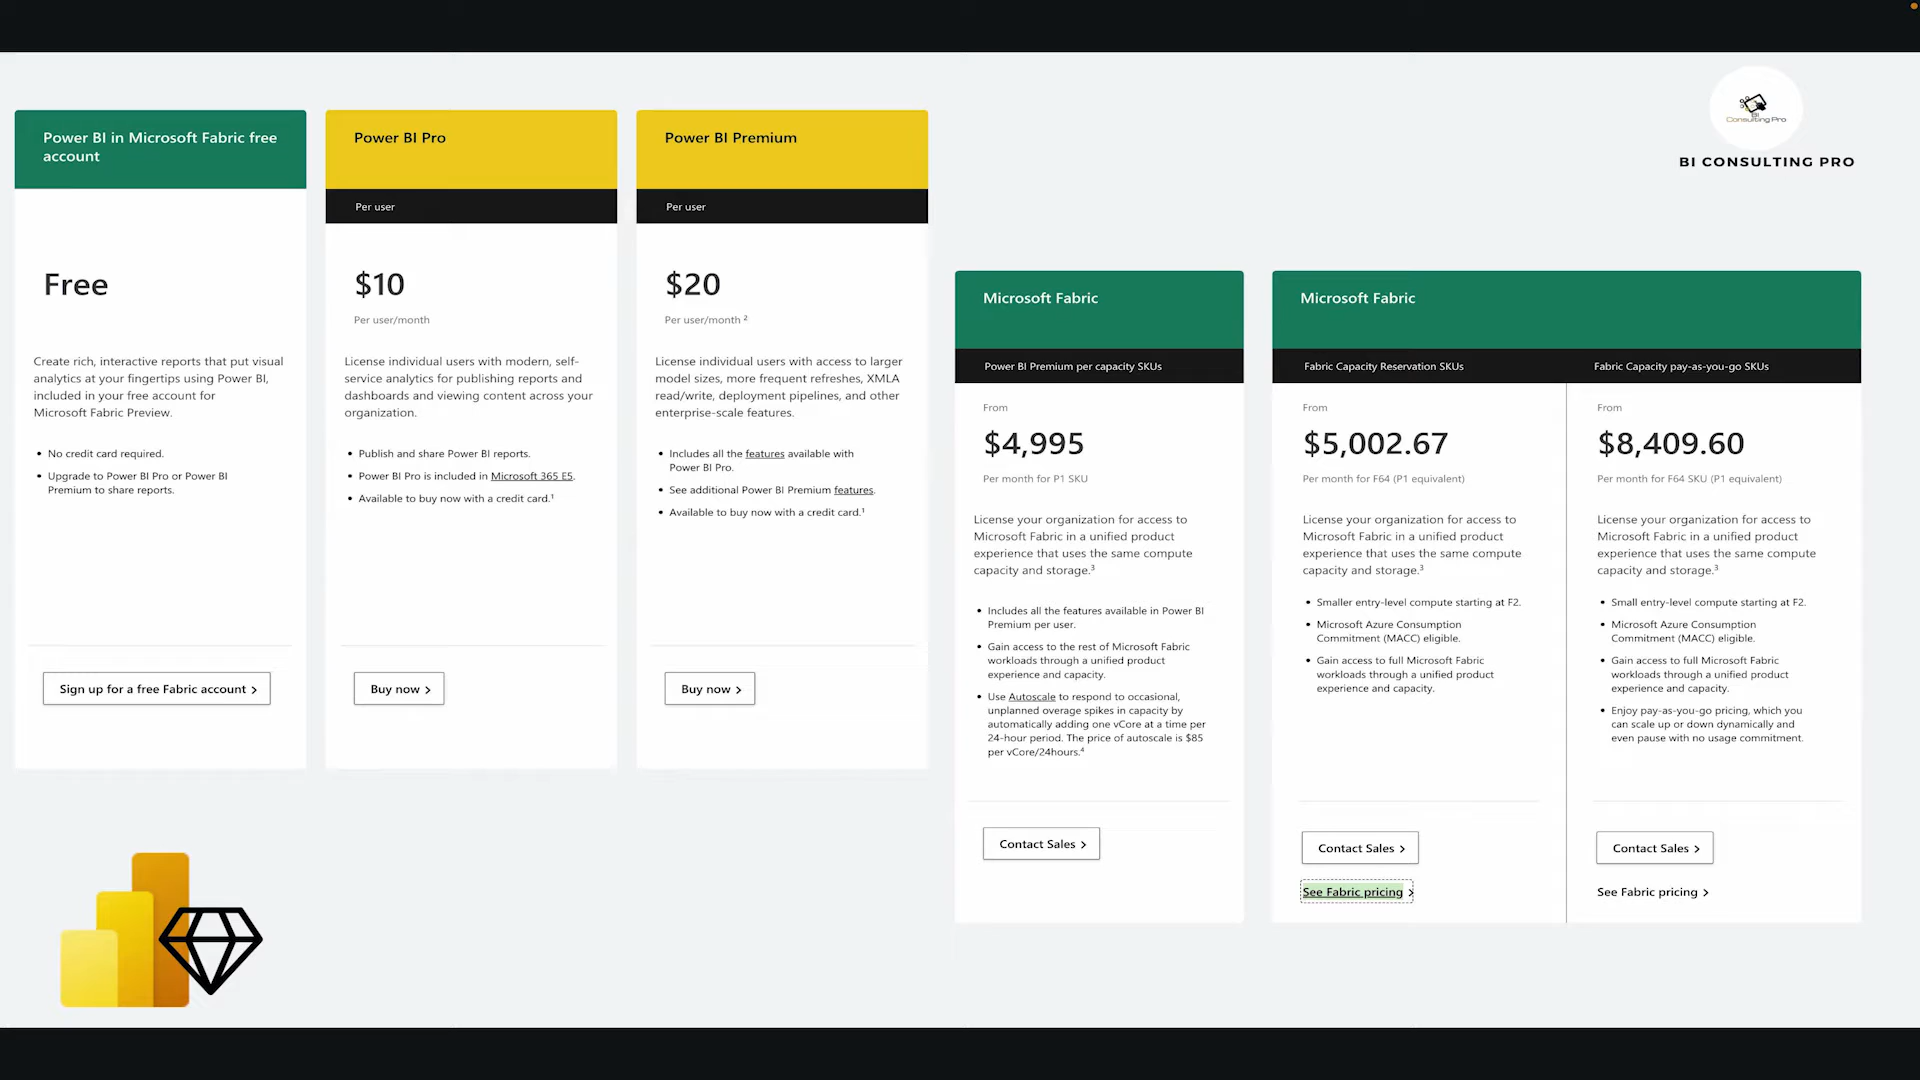 BI
Consulting Pro
BI CONSULTING PRO
Power BI in Microsoft Fabric free
account
Free
Create rich, interactive reports that put visual
analytics at your fingertips using Power BI,
included in your free account for
Microsoft Fabric Preview.
• No credit card required.
• Upgrade to Power BI Pro or Power BI
Premium to share reports.
Sign up for a free Fabric account >
Power BI Pro
Per user
$10
Per user/month
License individual users with modern, self-
service analytics for publishing reports and
dashboards and viewing content across your
organization.
• Publish and share Power BI reports.
• Power BI Pro is included in Microsoft 365 E5.
• Available to buy now with a credit card.¹
Buy now >
Power BI Premium
Per user
$20
Per user/month ²
License individual users with access to larger
model sizes, more frequent refreshes, XMLA
read/write, deployment pipelines, and other
enterprise-scale features.
• Includes all the features available with
Power BI Pro.
• See additional Power BI Premium features.
• Available to buy now with a credit card.¹
Buy now >
Microsoft Fabric
Power BI Premium per capacity SKUs
From
$4,995
Per month for P1 SKU
License your organization for access to
Microsoft Fabric in a unified product
experience that uses the same compute
capacity and storage.³
• Includes all the features available in Power BI
Premium per user.
• Gain access to the rest of Microsoft Fabric
workloads through a unified product
experience and capacity.
• Use Autoscale to respond to occasional,
unplanned overage spikes in capacity by
automatically adding one vCore at a time per
24-hour period. The price of autoscale is $85
per vCore/24hours.⁴
Contact Sales >
Microsoft Fabric
Fabric Capacity Reservation SKUs
From
$5,002.67
Per month for F64 (P1 equivalent)
License your organization for access to
Microsoft Fabric in a unified product
experience that uses the same compute
capacity and storage.³
• Smaller entry-level compute starting at F2.
• Microsoft Azure Consumption
Commitment (MACC) eligible.
• Gain access to full Microsoft Fabric
workloads through a unified product
experience and capacity.
Contact Sales >
See Fabric pricing >
Fabric Capacity pay-as-you-go SKUs
From
$8,409.60
Per month for F64 SKU (P1 equivalent)
License your organization for access to
Microsoft Fabric in a unified product
experience that uses the same compute
capacity and storage.³
• Small entry-level compute starting at F2.
• Microsoft Azure Consumption
Commitment (MACC) eligible.
• Gain access to full Microsoft Fabric
workloads through a unified product
experience and capacity.
• Enjoy pay-as-you-go pricing, which you
can scale up or down dynamically and
even pause with no usage commitment.
Contact Sales >
See Fabric pricing >